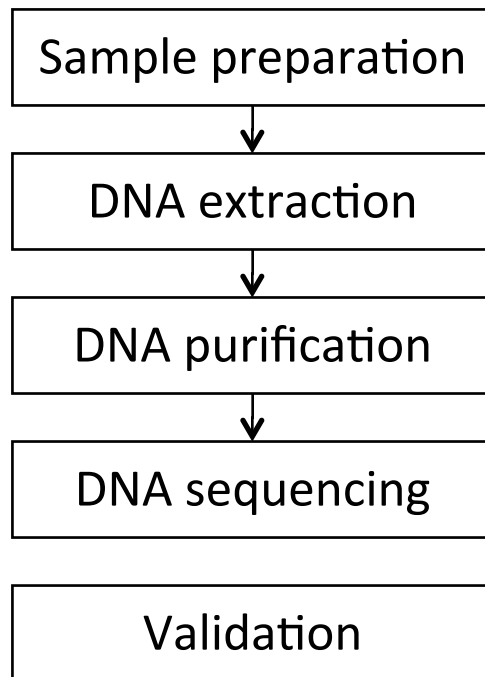 Sample preparation
DNA extraction
DNA purification
DNA sequencing
Validation